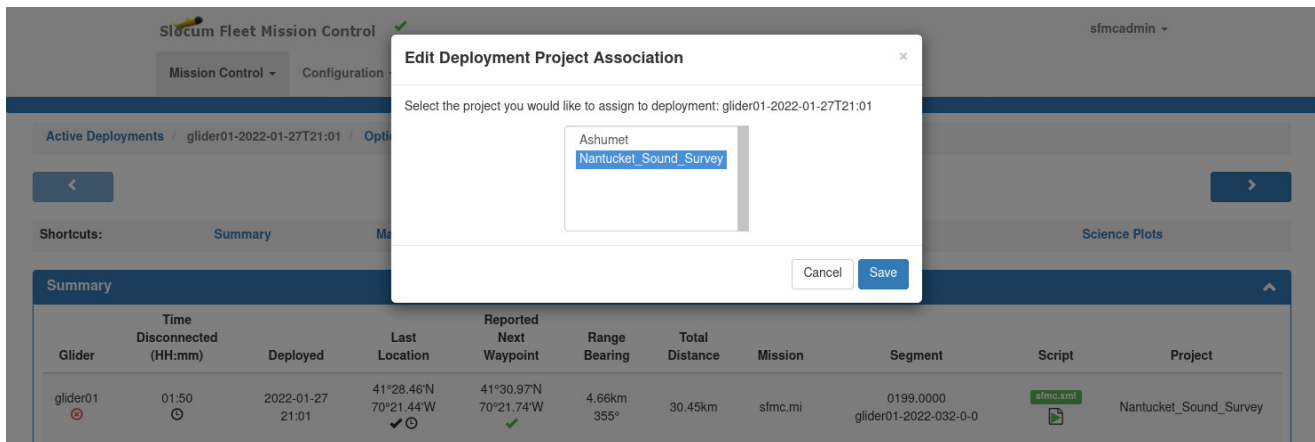 Slocum Fleet Mission Control
sfmcadmin
Mission Control
Configuration
Edit Deployment Project Association
×
Select the project you would like to assign to deployment: glider01-2022-01-27T21:01
Ashumet
Nantucket_Sound_Survey
Cancel
Save
Active Deployments / glider01-2022-01-27T21:01 / Opti
Shortcuts:
Summary
Ma
Science Plots
Summary
Glider
Time
Disconnected
(HH:mm)
Deployed
Last
Location
Reported
Next
Waypoint
Range
Bearing
Total
Distance
Mission
Segment
Script
Project
glider01
01:50
2022-01-27
21:01
41°28.46'N
70°21.44'W
41°30.97'N
70°21.74'W
4.66km
355°
30.45km
sfmc.mi
0199.0000
glider01-2022-032-0-0
sfmc.xml
Nantucket_Sound_Survey